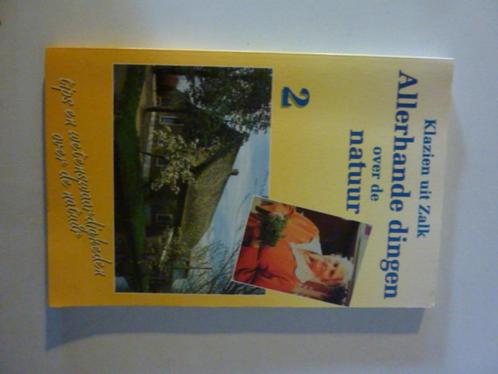 Klazien uit Zalk
Allerhande dingen
over de
natuur
2
tips en wetenswaardigheden
over de natuur